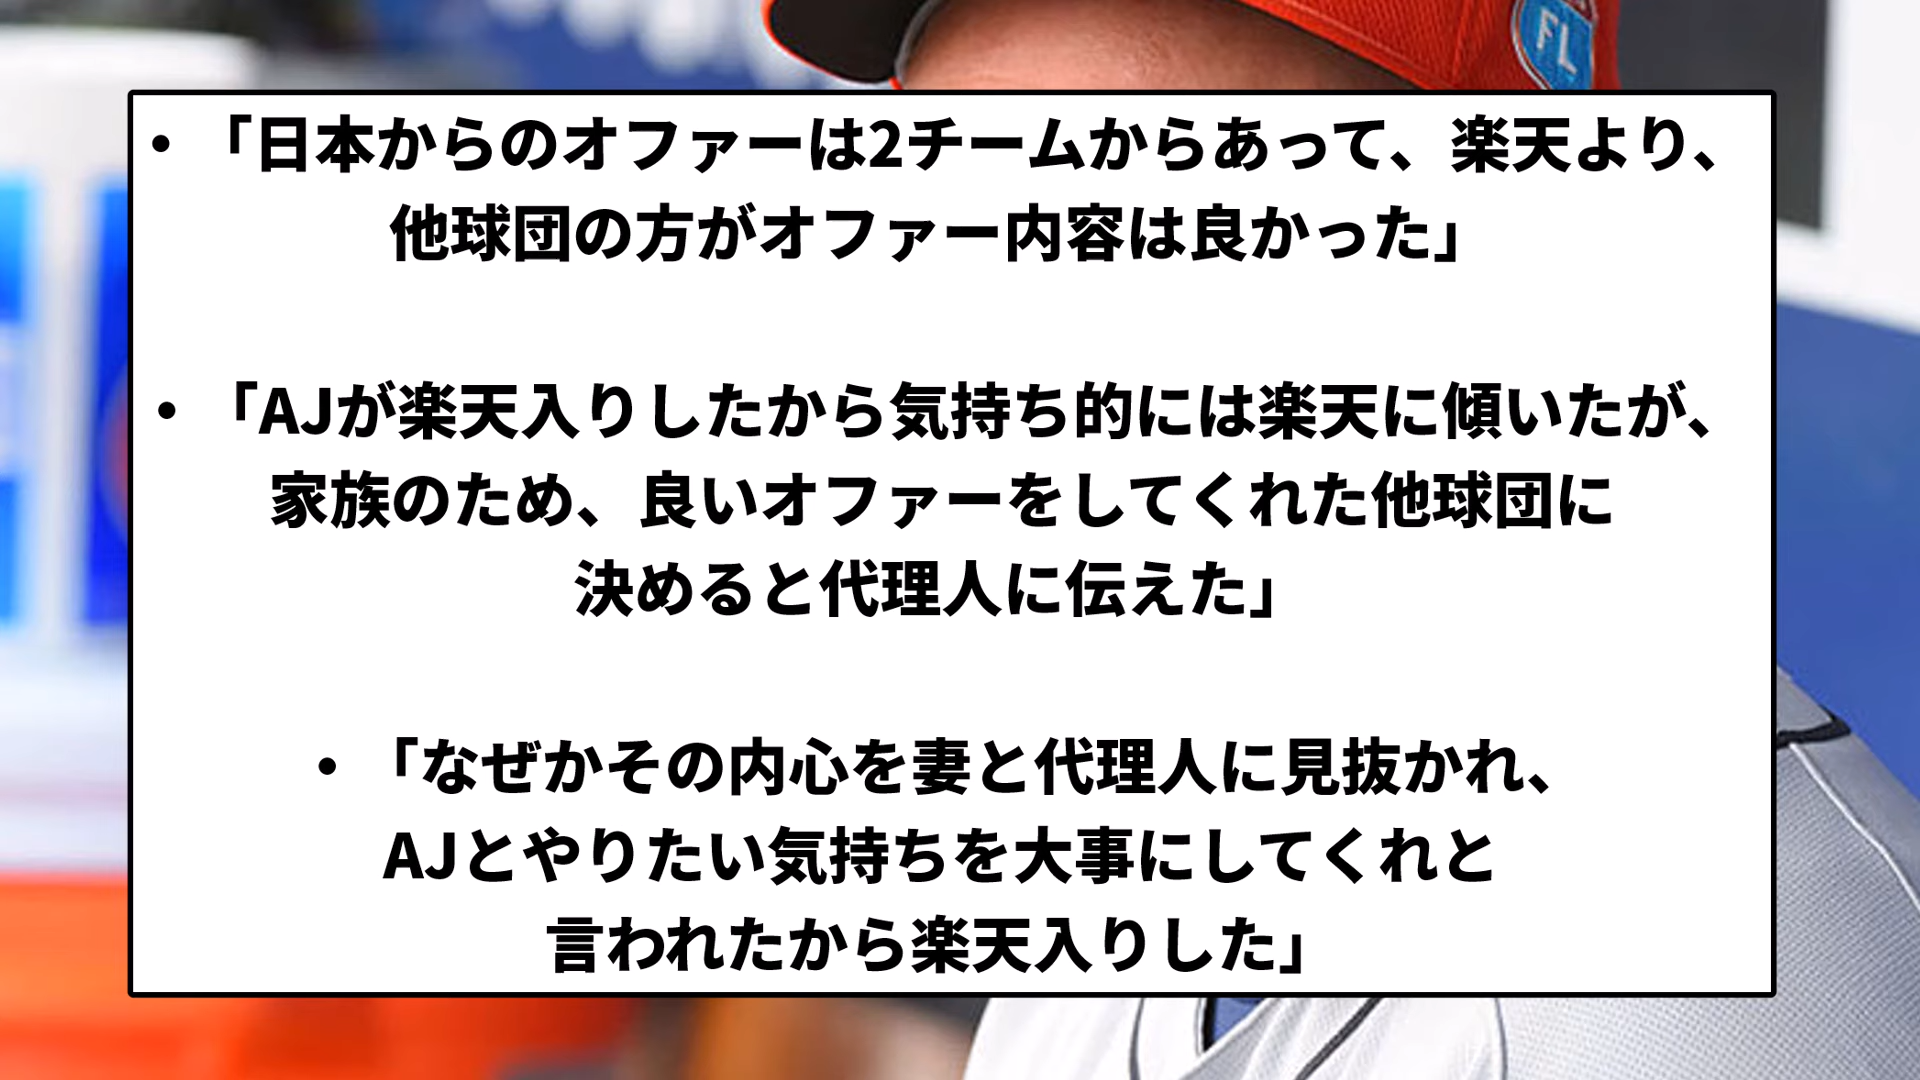 FL
• 「日本からのオファーは2チームからあって、楽天より、
他球団の方がオファー内容は良かった」
• 「AJが楽天入りしたから気持ち的には楽天に傾いたが、
家族のため、良いオファーをしてくれた他球団に
決めると代理人に伝えた」
• 「なぜかその内心を妻と代理人に見抜かれ、
AJとやりたい気持ちを大事にしてくれと
言われたから楽天入りした」